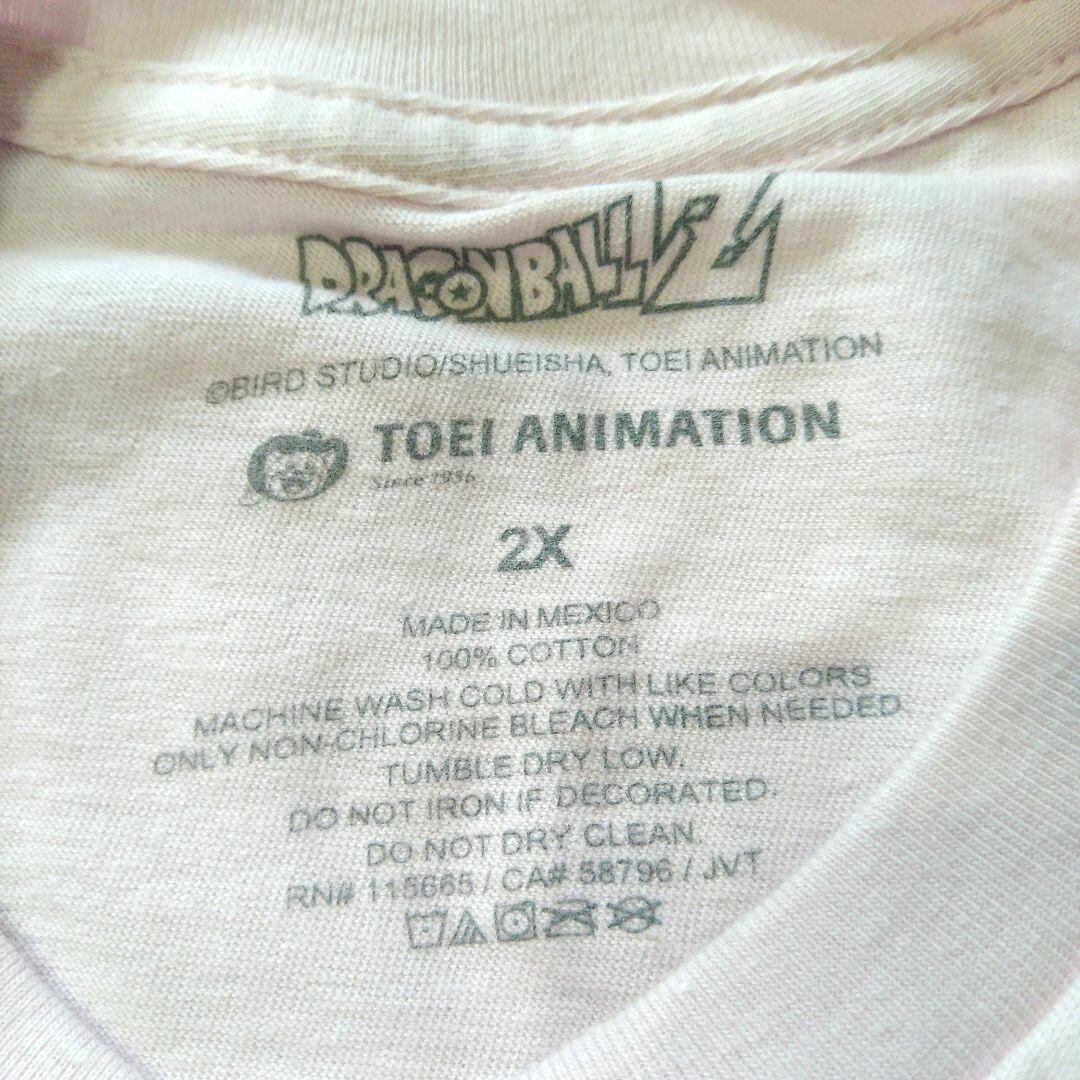 DRAGONBALL Z
©BIRD STUDIO/SHUEISHA, TOEI ANIMATION
TOEI ANIMATION
Since 1956
2X
MADE IN MEXICO
100% COTTON
MACHINE WASH COLD WITH LIKE COLORS
ONLY NON-CHLORINE BLEACH WHEN NEEDED.
TUMBLE DRY LOW.
DO NOT IRON IF DECORATED.
DO NOT DRY CLEAN.
RN# 115665 / CA# 58796 / JVT